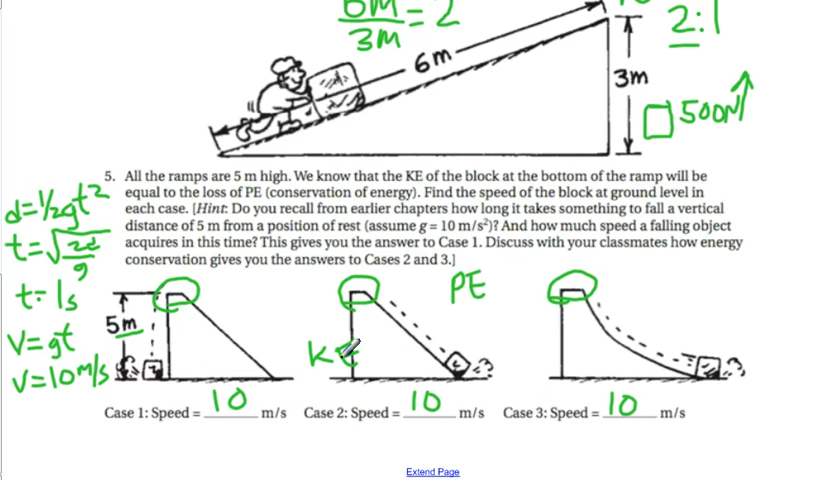 6M
3M
= 2
2:1
6m
3m
500N
5. All the ramps are 5 m high. We know that the KE of the block at the bottom of the ramp will be
equal to the loss of PE (conservation of energy). Find the speed of the block at ground level in
each case. [Hint: Do you recall from earlier chapters how long it takes something to fall a vertical
distance of 5 m from a position of rest (assume g = 10 m/s²)? And how much speed a falling object
acquires in this time? This gives you the answer to Case 1. Discuss with your classmates how energy
conservation gives you the answers to Cases 2 and 3.]
d=½gt²
t=√2d/g
t=1s
V=gt
V=10m/s
5m
PE
KE
Case 1: Speed = 10 m/s
Case 2: Speed = 10 m/s
Case 3: Speed = 10 m/s
Extend Page